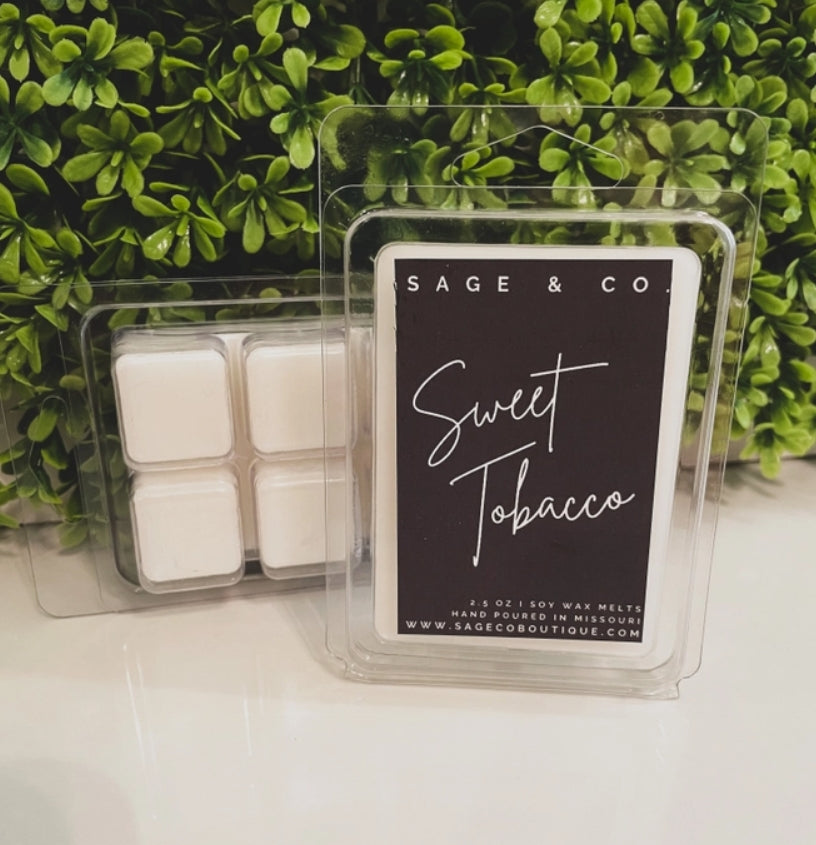 SAGE & CO.
Sweet
Tobacco
2.5 OZ | SOY WAX MELTS
HAND POURED IN MISSOURI
WWW.SAGECOBOUTIQUE.COM